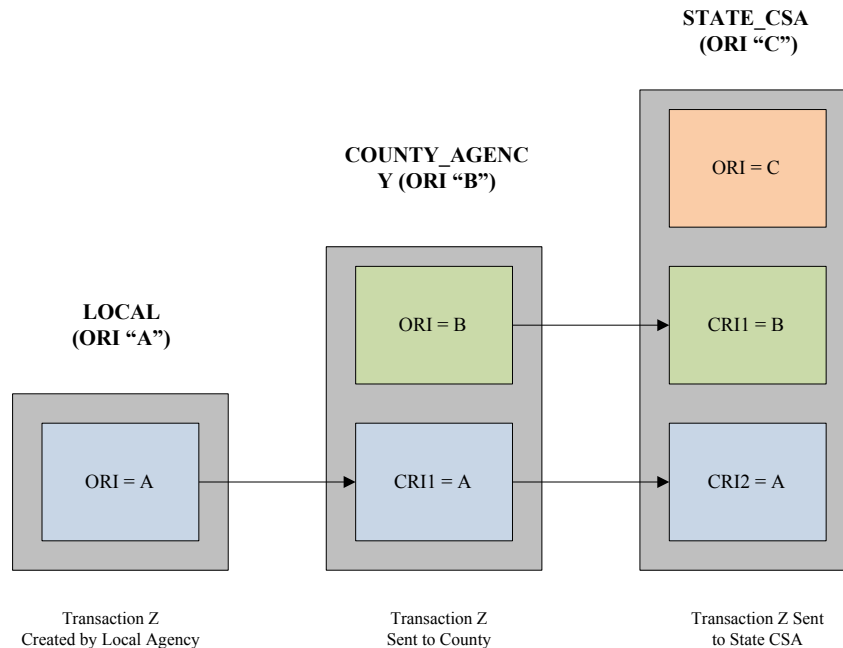 LOCAL
(ORI “A”)
ORI = A
Transaction Z
Created by Local Agency
COUNTY_AGENC
Y (ORI “B”)
ORI = B
CRI1 = A
Transaction Z
Sent to County
STATE_CSA
(ORI “C”)
ORI = C
CRI1 = B
CRI2 = A
Transaction Z Sent
to State CSA